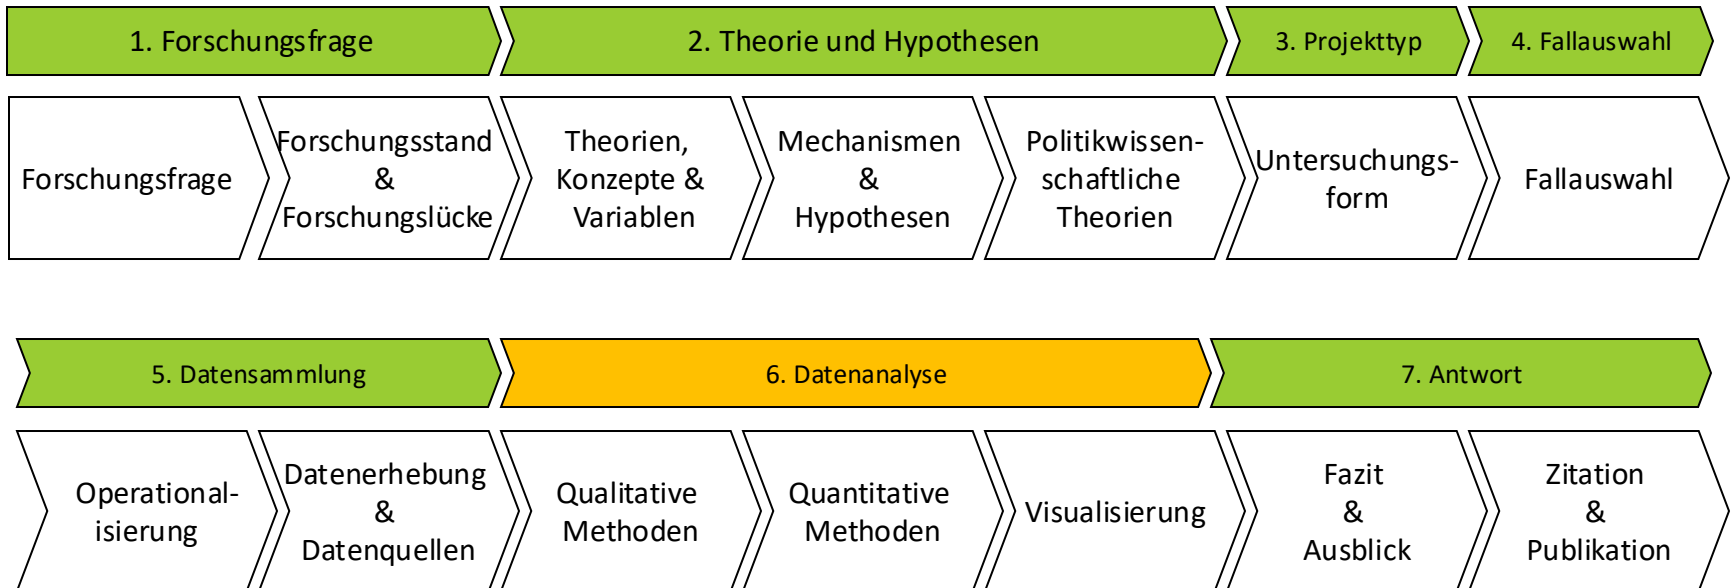 1. Forschungsfrage
2. Theorie und Hypothesen
3. Projekttyp
4. Fallauswahl
Forschungsfrage
Forschungsstand
&
Forschungslücke
Theorien,
Konzepte &
Variablen
Mechanismen
&
Hypothesen
Politikwissen-
schaftliche
Theorien
Untersuchungs-
form
Fallauswahl
5. Datensammlung
6. Datenanalyse
7. Antwort
Operational-
isierung
Datenerhebung
&
Datenquellen
Qualitative
Methoden
Quantitative
Methoden
Visualisierung
Fazit
&
Ausblick
Zitation
&
Publikation